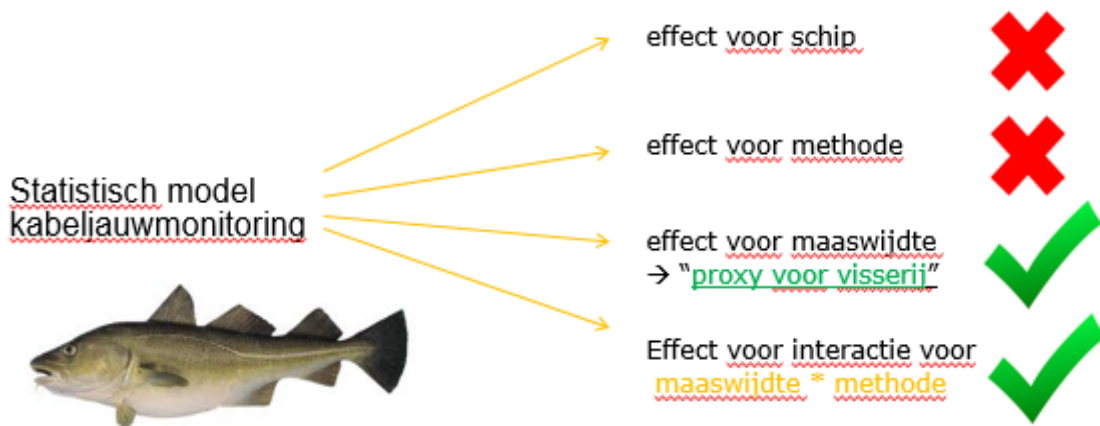 effect voor schip
effect voor methode
Statistisch model
kabeljauwmonitoring
effect voor maaswijdte
→ “proxy voor visserij”
Effect voor interactie voor
maaswijdte * methode